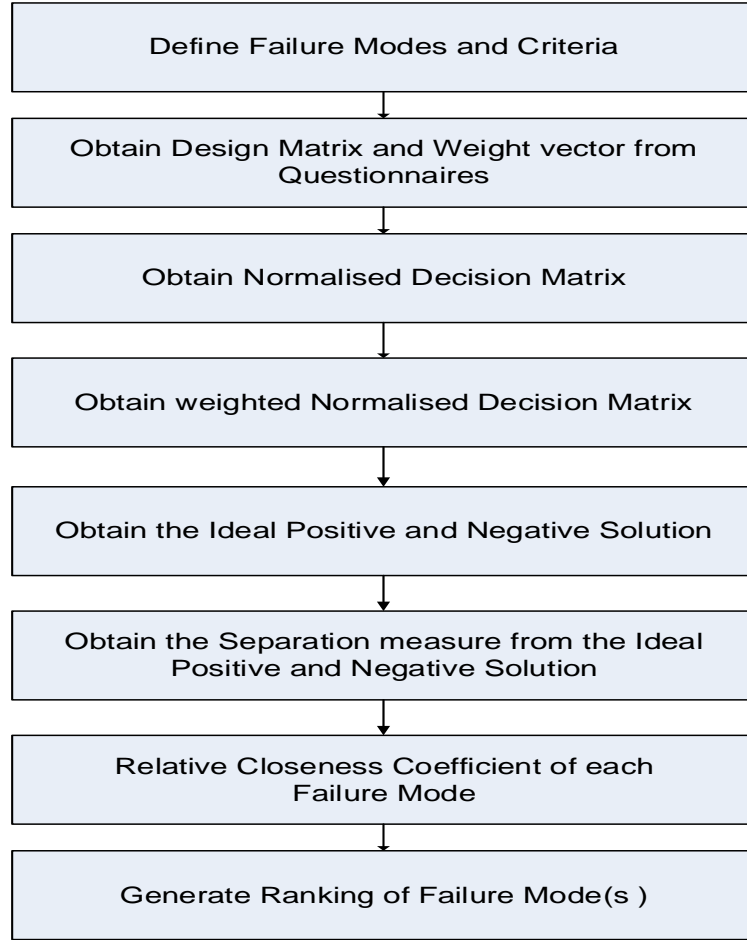 Define Failure Modes and Criteria
Obtain Design Matrix and Weight vector from
Questionnaires
Obtain Normalised Decision Matrix
Obtain weighted Normalised Decision Matrix
Obtain the Ideal Positive and Negative Solution
Obtain the Separation measure from the Ideal
Positive and Negative Solution
Relative Closeness Coefficient of each
Failure Mode
Generate Ranking of Failure Mode(s )